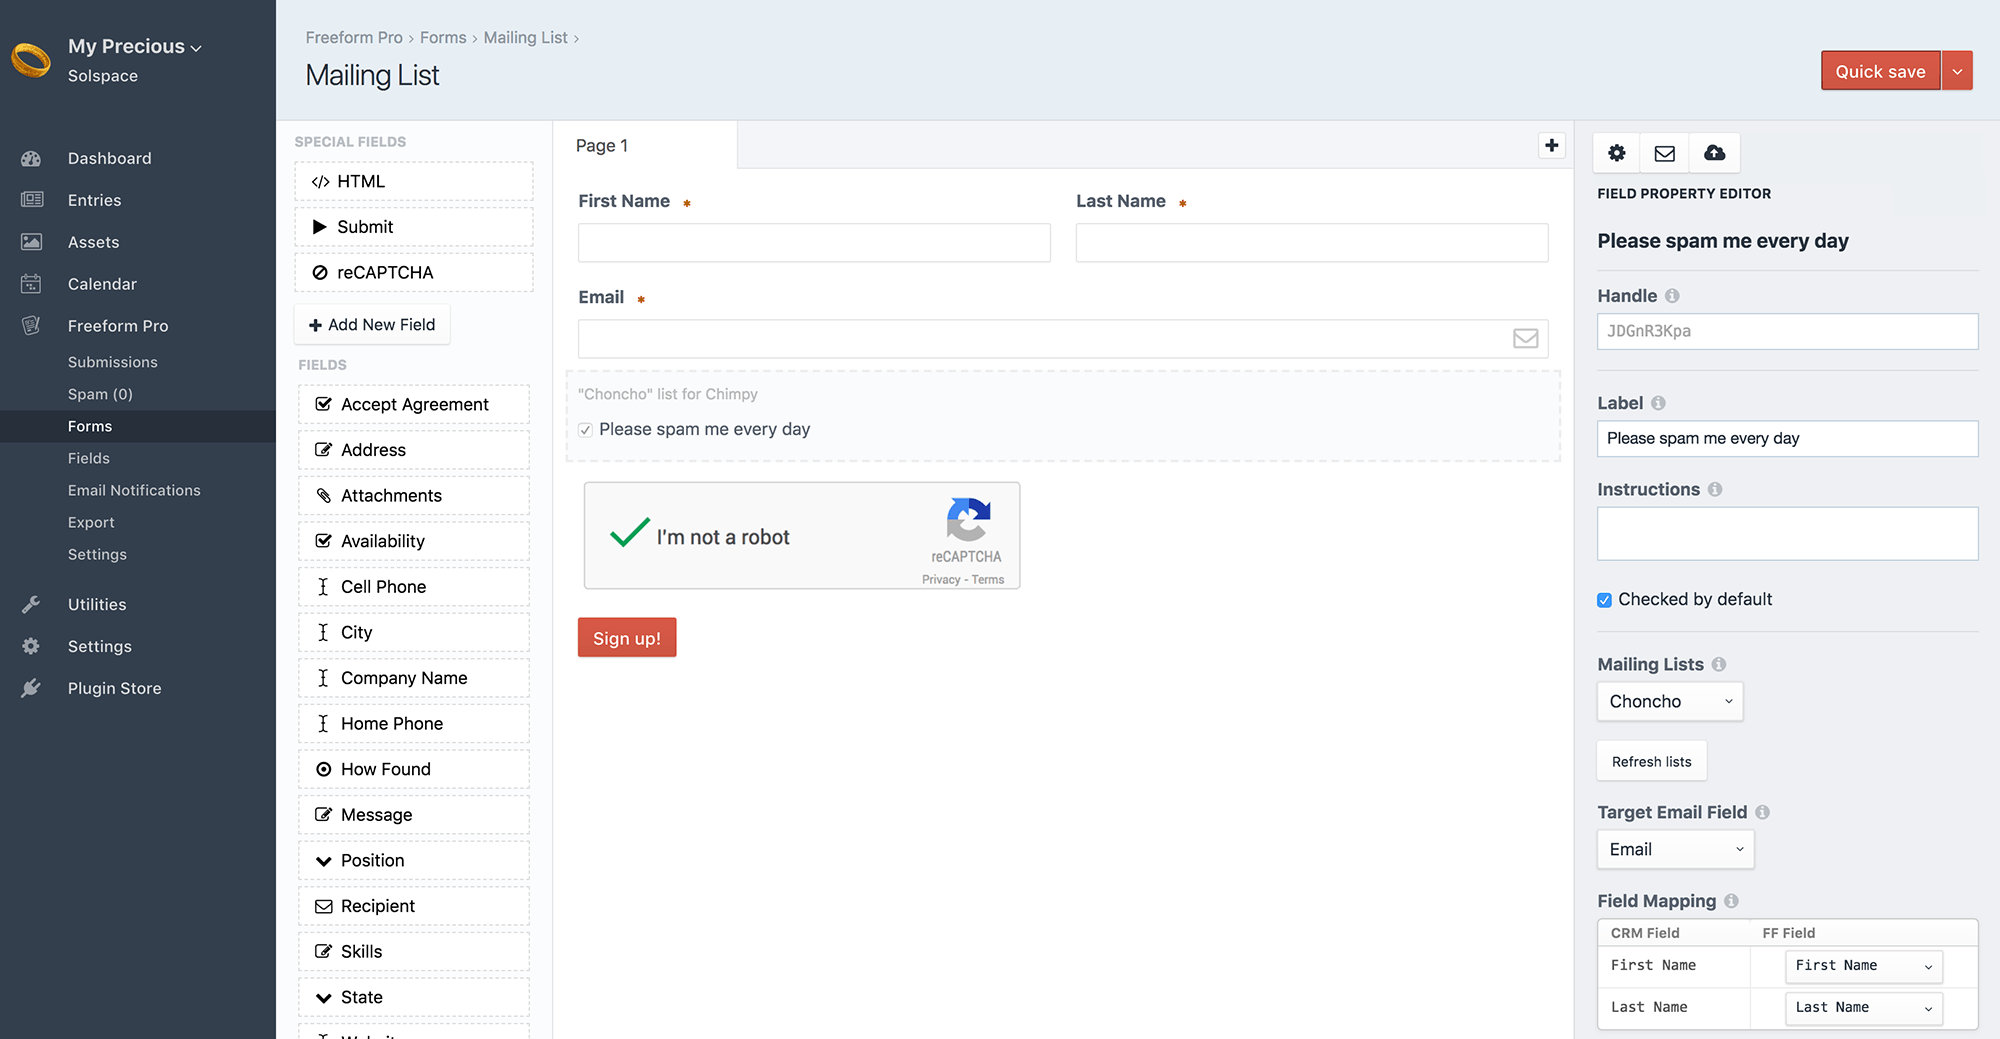 My Precious
Solspace
Dashboard
Entries
Assets
Calendar
Freeform Pro
Submissions
Spam (0)
Forms
Fields
Email Notifications
Export
Settings
Utilities
Settings
Plugin Store
Freeform Pro › Forms › Mailing List ›
Mailing List
Quick save
SPECIAL FIELDS
</> HTML
Submit
reCAPTCHA
+ Add New Field
FIELDS
Accept Agreement
Address
Attachments
Availability
Cell Phone
City
Company Name
Home Phone
How Found
Message
Position
Recipient
Skills
State
Page 1
+
First Name *
Last Name *
Email *
"Choncho" list for Chimpy
Please spam me every day
I'm not a robot
reCAPTCHA
Privacy - Terms
Sign up!
FIELD PROPERTY EDITOR
Please spam me every day
Handle
JDGnR3Kpa
Label
Please spam me every day
Instructions
Checked by default
Mailing Lists
Choncho
Refresh lists
Target Email Field
Email
Field Mapping
CRM Field FF Field
First Name First Name
Last Name Last Name